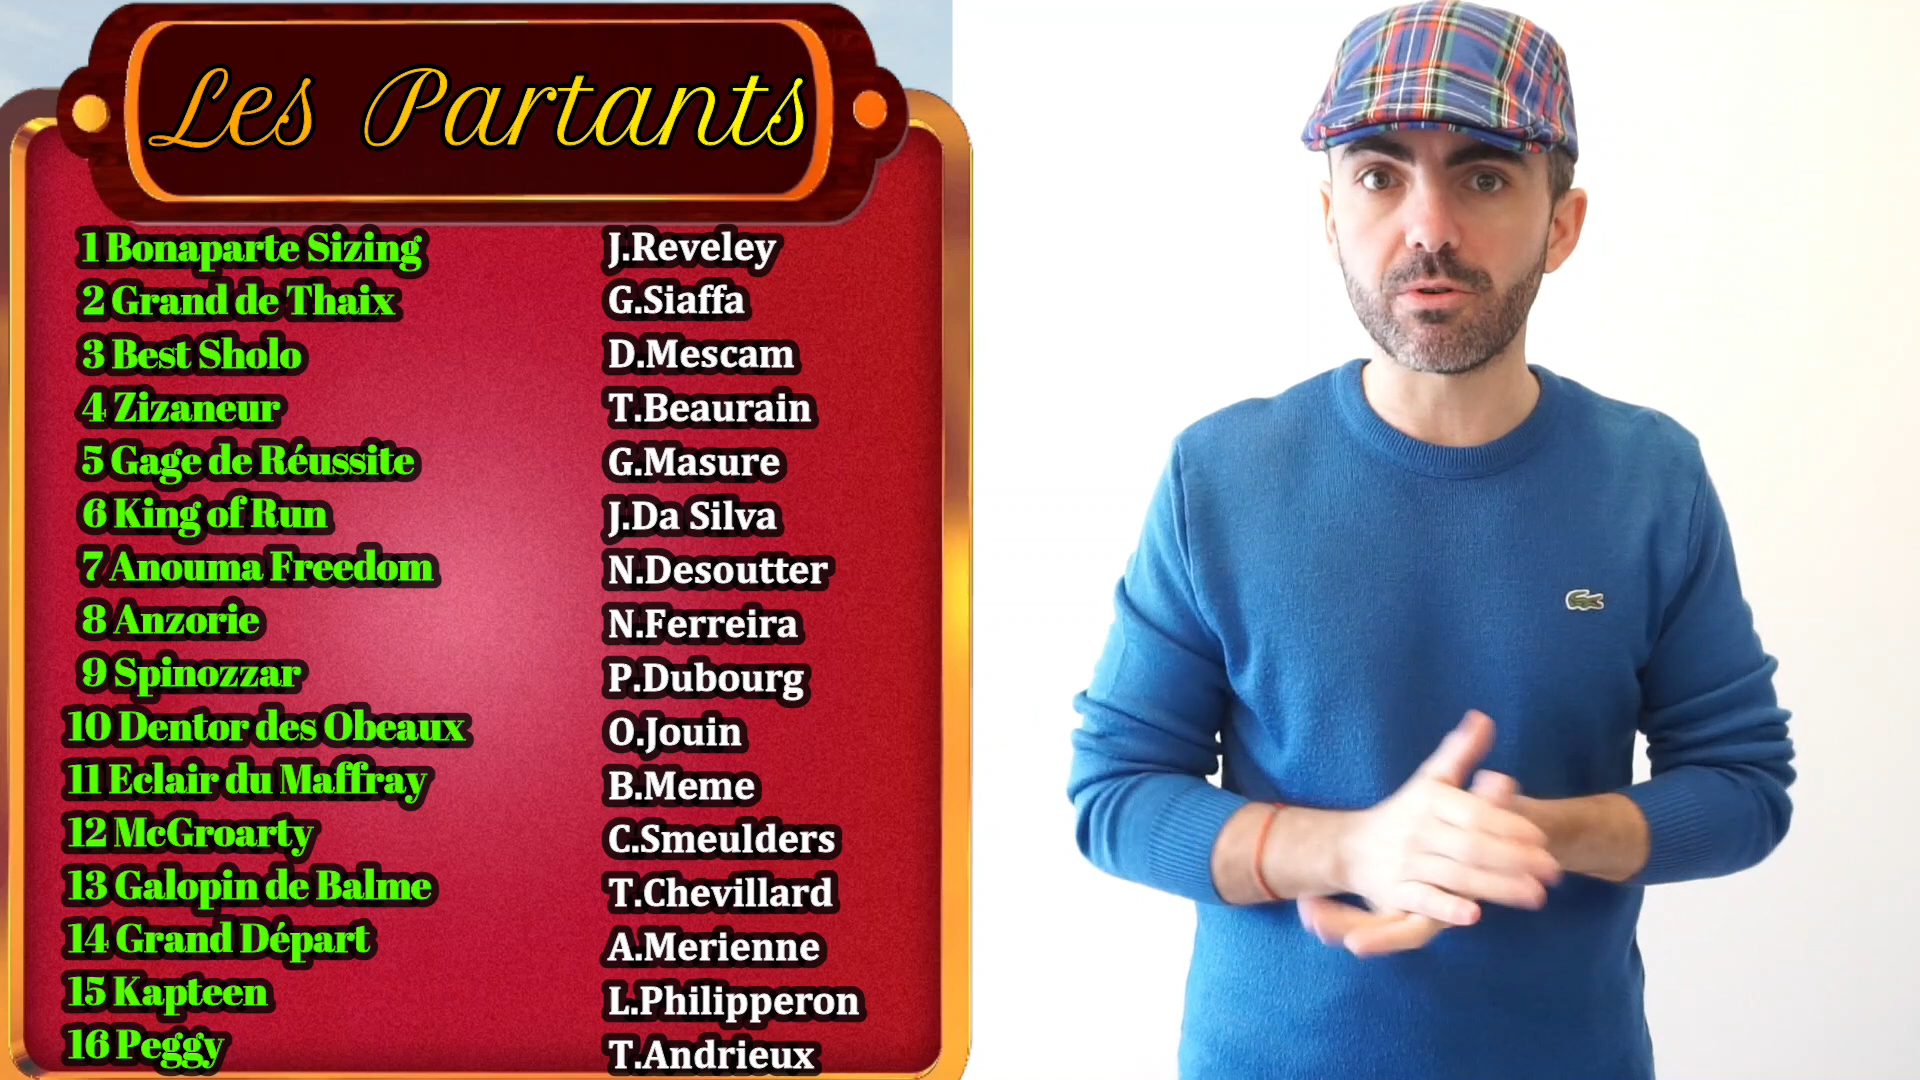 Les Partants
1 Bonaparte Sizing J.Reveley
2 Grand de Thaix G.Siaffa
3 Best Sholo D.Mescam
4 Zizaneur T.Beaurain
5 Gage de Réussite G.Masure
6 King of Run J.Da Silva
7 Anouma Freedom N.Desoutter
8 Anzorie N.Ferreira
9 Spinozzar P.Dubourg
10 Dentor des Obeaux O.Jouin
11 Eclair du Maffray B.Meme
12 McGroarty C.Smeulders
13 Galopin de Balme T.Chevillard
14 Grand Départ A.Merienne
15 Kapteen L.Philipperon
16 Peggy T.Andrieux